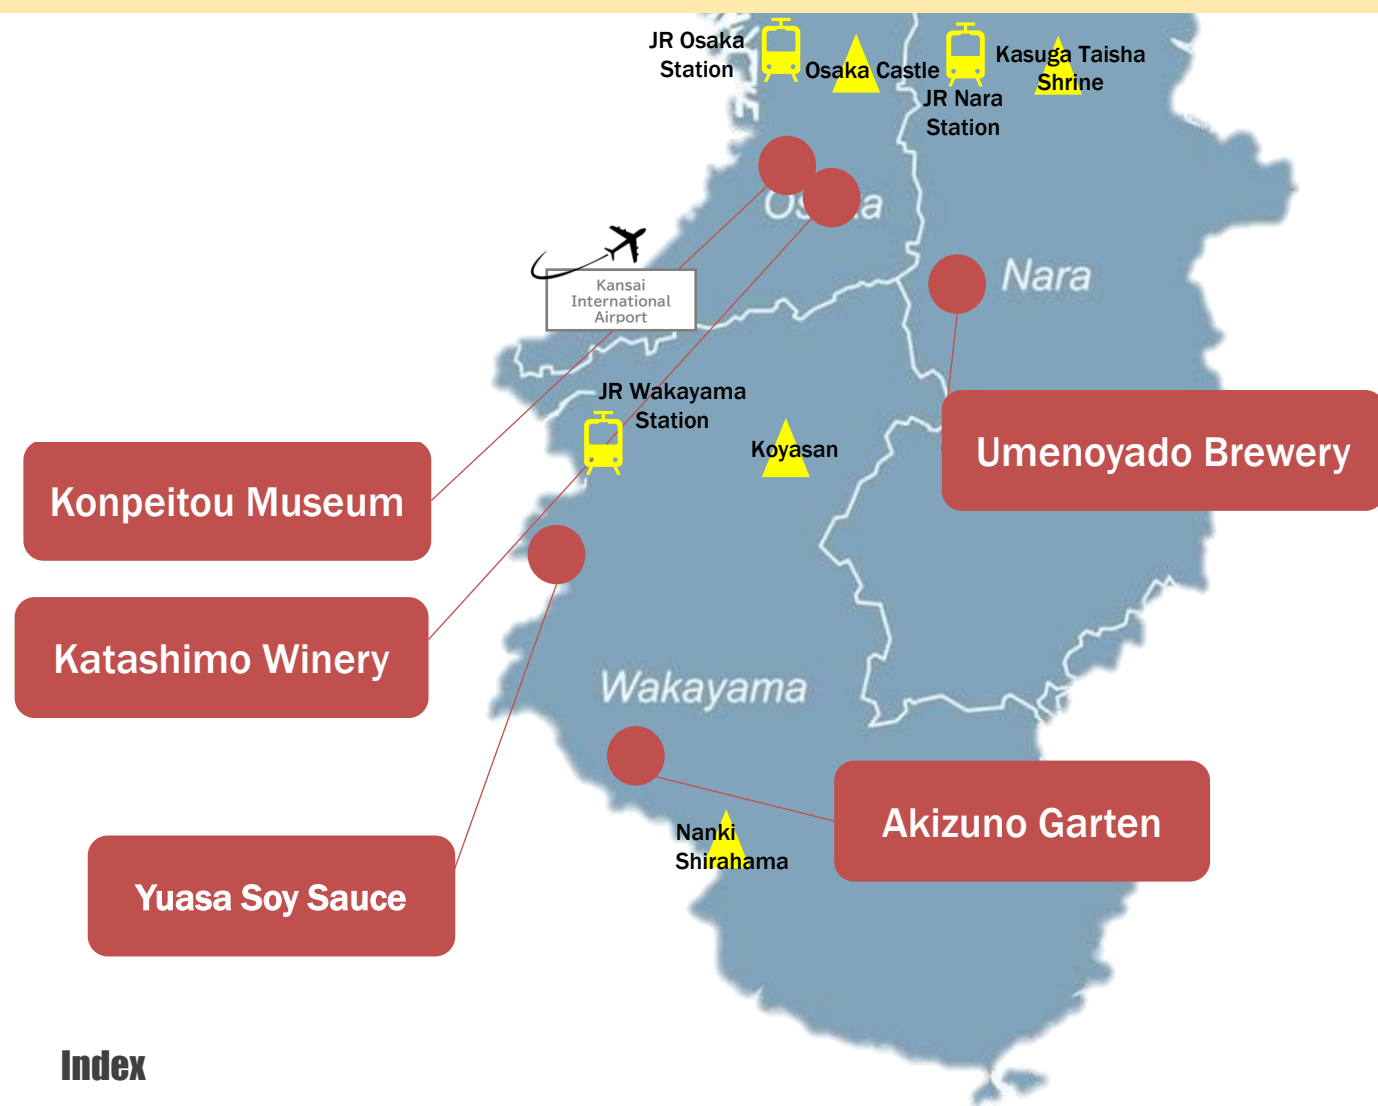 JR Osaka
Station
Osaka Castle
JR Nara
Station
Kasuga Taisha
Shrine
Osaka
Nara
Kansai
International
Airport
JR Wakayama
Station
Koyasan
Umenoyado Brewery
Konpeitou Museum
Katashimo Winery
Wakayama
Akizuno Garten
Nanki
Shirahama
Yuasa Soy Sauce
Index